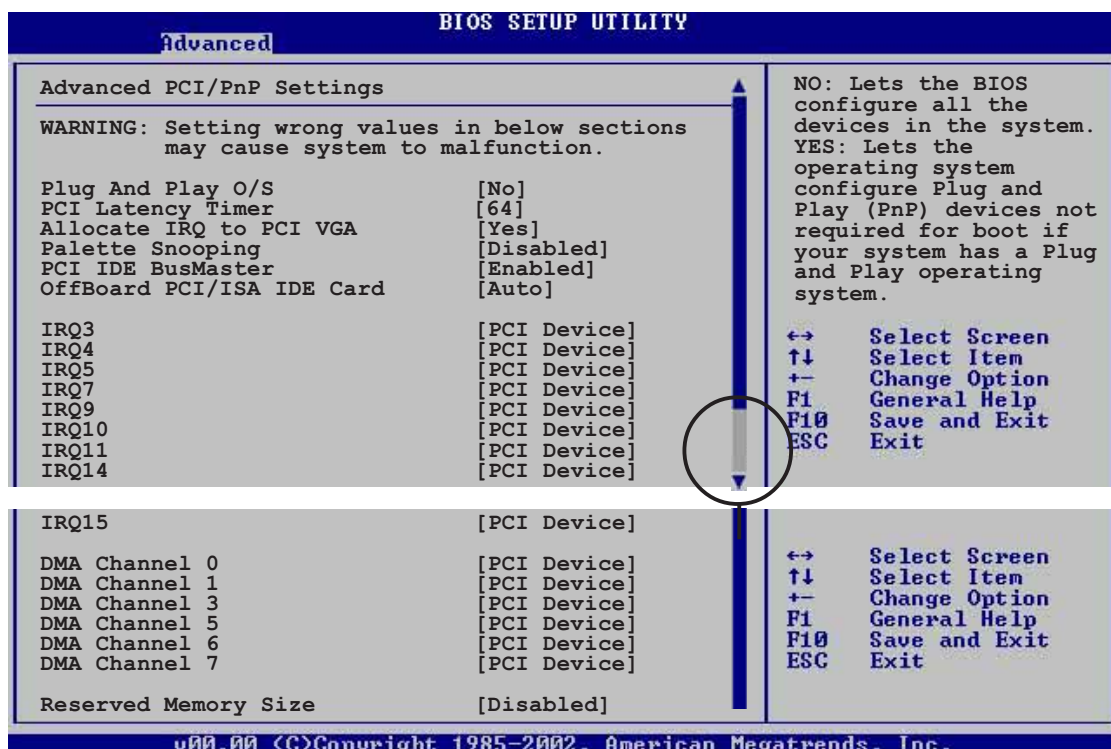 BIOS SETUP UTILITY
Advanced
Advanced PCI/PnP Settings
WARNING: Setting wrong values in below sections
may cause system to malfunction.
Plug And Play O/S [No]
PCI Latency Timer [64]
Allocate IRQ to PCI VGA [Yes]
Palette Snooping [Disabled]
PCI IDE BusMaster [Enabled]
OffBoard PCI/ISA IDE Card [Auto]
IRQ3 [PCI Device]
IRQ4 [PCI Device]
IRQ5 [PCI Device]
IRQ7 [PCI Device]
IRQ9 [PCI Device]
IRQ10 [PCI Device]
IRQ11 [PCI Device]
IRQ14 [PCI Device]
NO: Lets the BIOS
configure all the
devices in the system.
YES: Lets the
operating system
configure Plug and
Play (PnP) devices not
required for boot if
your system has a Plug
and Play operating
system.
←→ Select Screen
↑↓ Select Item
+- Change Option
F1 General Help
F10 Save and Exit
ESC Exit
IRQ15 [PCI Device]
DMA Channel 0 [PCI Device]
DMA Channel 1 [PCI Device]
DMA Channel 3 [PCI Device]
DMA Channel 5 [PCI Device]
DMA Channel 6 [PCI Device]
DMA Channel 7 [PCI Device]
Reserved Memory Size [Disabled]
←→ Select Screen
↑↓ Select Item
+- Change Option
F1 General Help
F10 Save and Exit
ESC Exit
v00.00 (C)Copyright 1985-2002, American Megatrends, Inc.